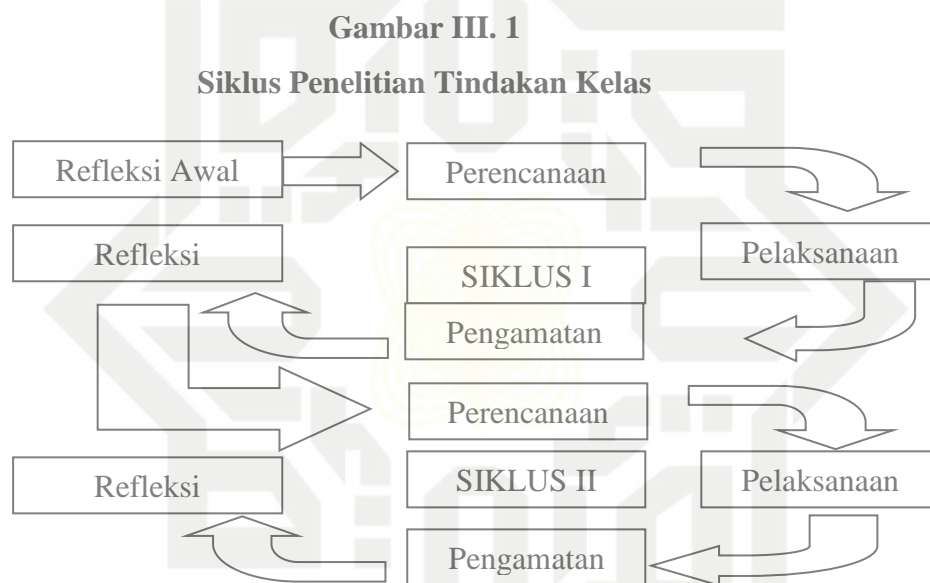 Gambar III. 1
Siklus Penelitian Tindakan Kelas
Refleksi Awal
Perencanaan
Refleksi
SIKLUS I
Pelaksanaan
Pengamatan
Perencanaan
Refleksi
SIKLUS II
Pelaksanaan
Pengamatan